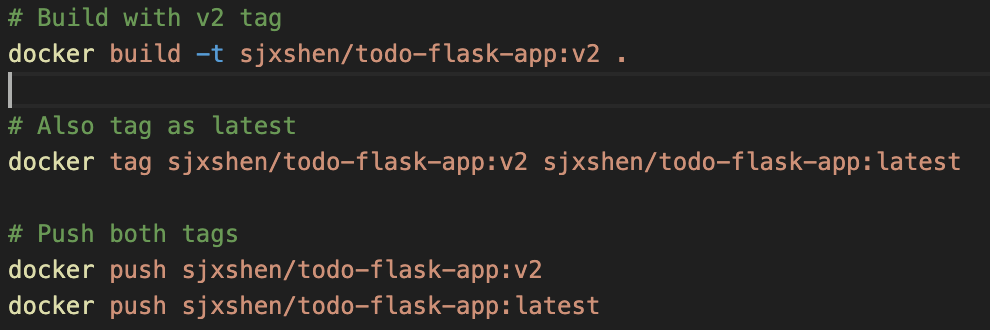 # Build with v2 tag
docker build -t sjxshen/todo-flask-app:v2 .
# Also tag as latest
docker tag sjxshen/todo-flask-app:v2 sjxshen/todo-flask-app:latest
# Push both tags
docker push sjxshen/todo-flask-app:v2
docker push sjxshen/todo-flask-app:latest